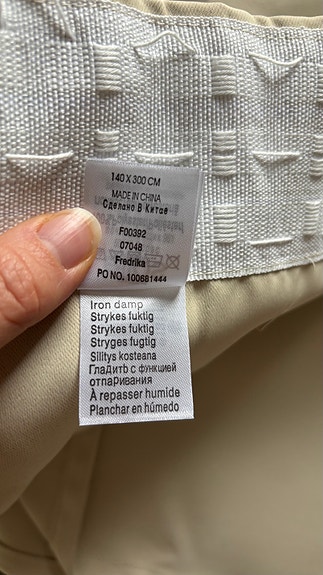 140 X 300 CM
MADE IN CHINA
Сделано В Китае
F00392
07048
Fredrika
PO NO. 100681444
Iron damp
Strykes fuktig
Strykes fuktig
Stryges fugtig
Silitys kosteana
Гладить с функцией
отпаривания
À repasser humide
Planchar en húmedo